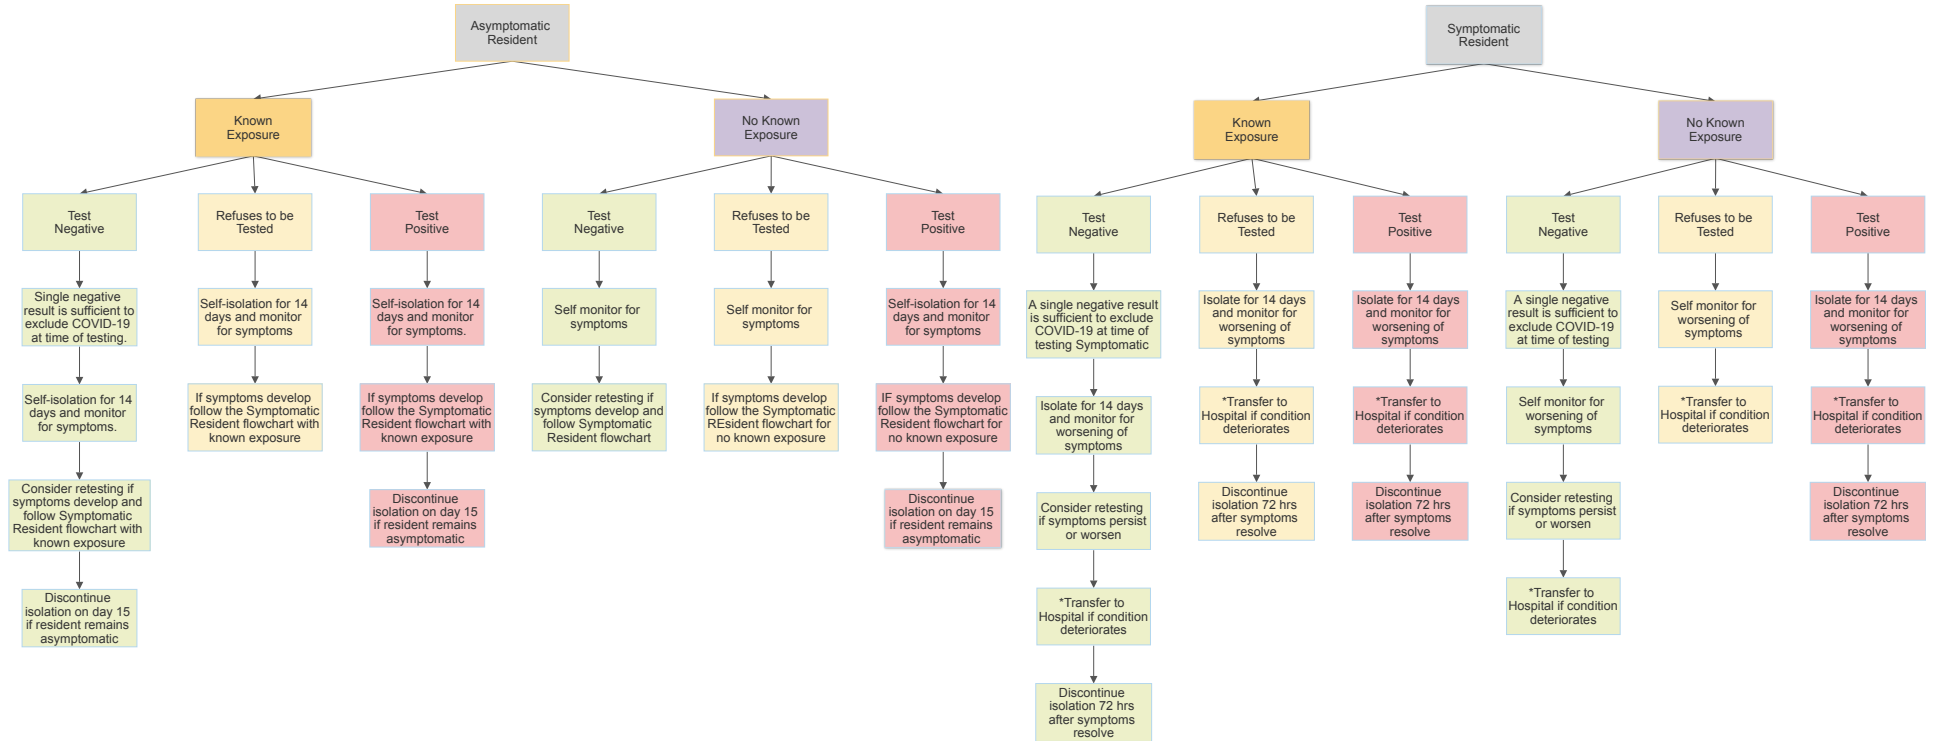 Asymptomatic
Resident
Known
Exposure
No Known
Exposure
Test
Negative
Single negative
result is sufficient to
exclude COVID-19
at time of testing.
Self-isolation for 14
days and monitor
for symptoms.
Consider retesting if
symptoms develop and
follow Symptomatic
Resident flowchart with
known exposure
Discontinue
isolation on day 15
if resident remains
asymptomatic
Refuses to be
Tested
Self-isolation for 14
days and monitor
for symptoms
If symptoms develop
follow the Symptomatic
Resident flowchart with
known exposure
Test
Positive
Self-isolation for 14
days and monitor
for symptoms.
If symptoms develop
follow the Symptomatic
Resident flowchart with
known exposure
Discontinue
isolation on day 15
if resident remains
asymptomatic
Test
Negative
Self monitor for
symptoms
Consider retesting if
symptoms develop and
follow Symptomatic
Resident flowchart
Refuses to be
Tested
Self monitor for
symptoms
If symptoms develop
follow the Symptomatic
REsident flowchart for
no known exposure
Test
Positive
Self-isolation for 14
days and monitor
for symptoms
IF symptoms develop
follow the Symptomatic
Resident flowchart for
no known exposure
Discontinue
isolation on day 15
if resident remains
asymptomatic
Symptomatic
Resident
Known
Exposure
No Known
Exposure
Test
Negative
A single negative result
is sufficient to exclude
COVID-19 at time of
testing Symptomatic
Isolate for 14 days
and monitor for
worsening of
symptoms
Consider retesting
if symptoms persist
or worsen
*Transfer to
Hospital if condition
deteriorates
Discontinue
isolation 72 hrs
after symptoms
resolve
Refuses to be
Tested
Isolate for 14 days
and monitor for
worsening of
symptoms
*Transfer to
Hospital if condition
deteriorates
Discontinue
isolation 72 hrs
after symptoms
resolve
Test
Positive
Isolate for 14 days
and monitor for
worsening of
symptoms
*Transfer to
Hospital if condition
deteriorates
Discontinue
isolation 72 hrs
after symptoms
resolve
Test
Negative
A single negative
result is sufficient to
exclude COVID-19
at time of testing
Self monitor for
worsening of
symptoms
Consider retesting
if symptoms persist
or worsen
*Transfer to
Hospital if condition
deteriorates
Refuses to be
Tested
Self monitor for
worsening of
symptoms
*Transfer to
Hospital if condition
deteriorates
Test
Positive
Isolate for 14 days
and monitor for
worsening of
symptoms
*Transfer to
Hospital if condition
deteriorates
Discontinue
isolation 72 hrs
after symptoms
resolve